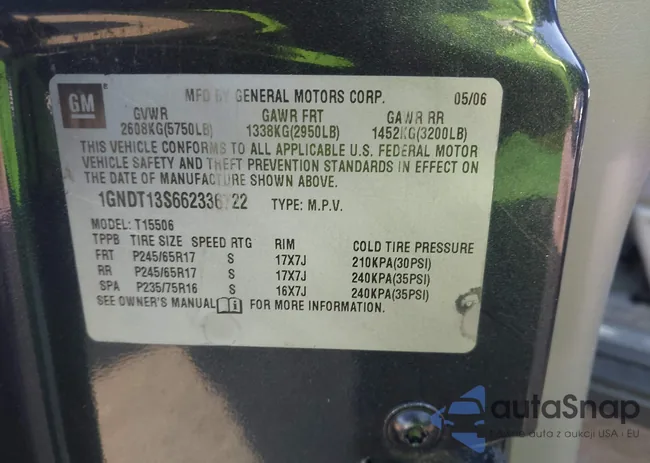 GM
MFD BY GENERAL MOTORS CORP. 05/06
GVWR GAWR FRT GAWR RR
2608KG(5750LB) 1338KG(2950LB) 1452KG(3200LB)
THIS VEHICLE CONFORMS TO ALL APPLICABLE U.S. FEDERAL MOTOR
VEHICLE SAFETY AND THEFT PREVENTION STANDARDS IN EFFECT ON
THE DATE OF MANUFACTURE SHOWN ABOVE.
TYPE: M.P.V.
MODEL: T15506
TPPB TIRE SIZE SPEED RTG RIM COLD TIRE PRESSURE
FRT P245/65R17 S 17X7J 210KPA(30PSI)
RR P245/65R17 S 17X7J 240KPA(35PSI)
SPA P235/75R16 S 16X7J 240KPA(35PSI)
SEE OWNER'S MANUAL FOR MORE INFORMATION
autaSnap
auta z aukcji USA i EU